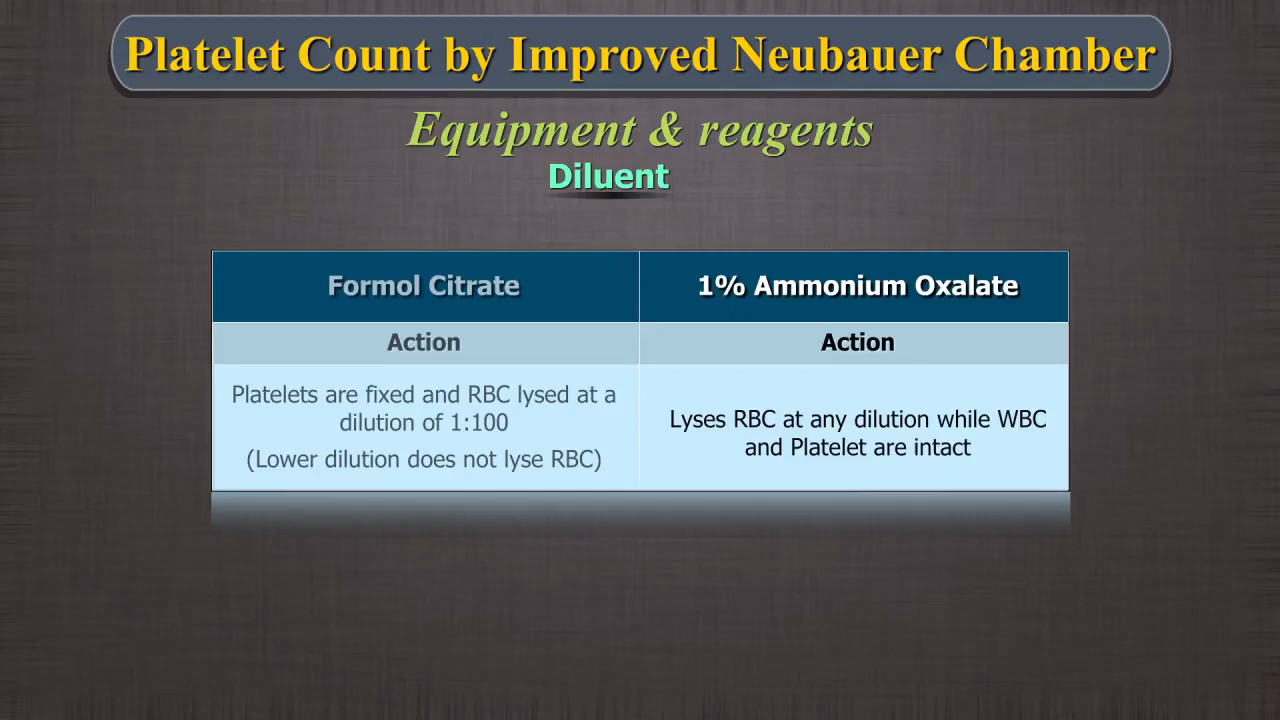 Platelet Count by Improved Neubauer Chamber
Equipment & reagents
Diluent
Formol Citrate
1% Ammonium Oxalate
Action
Action
Platelets are fixed and RBC lysed at a
dilution of 1:100
(Lower dilution does not lyse RBC)
Lyses RBC at any dilution while WBC
and Platelet are intact